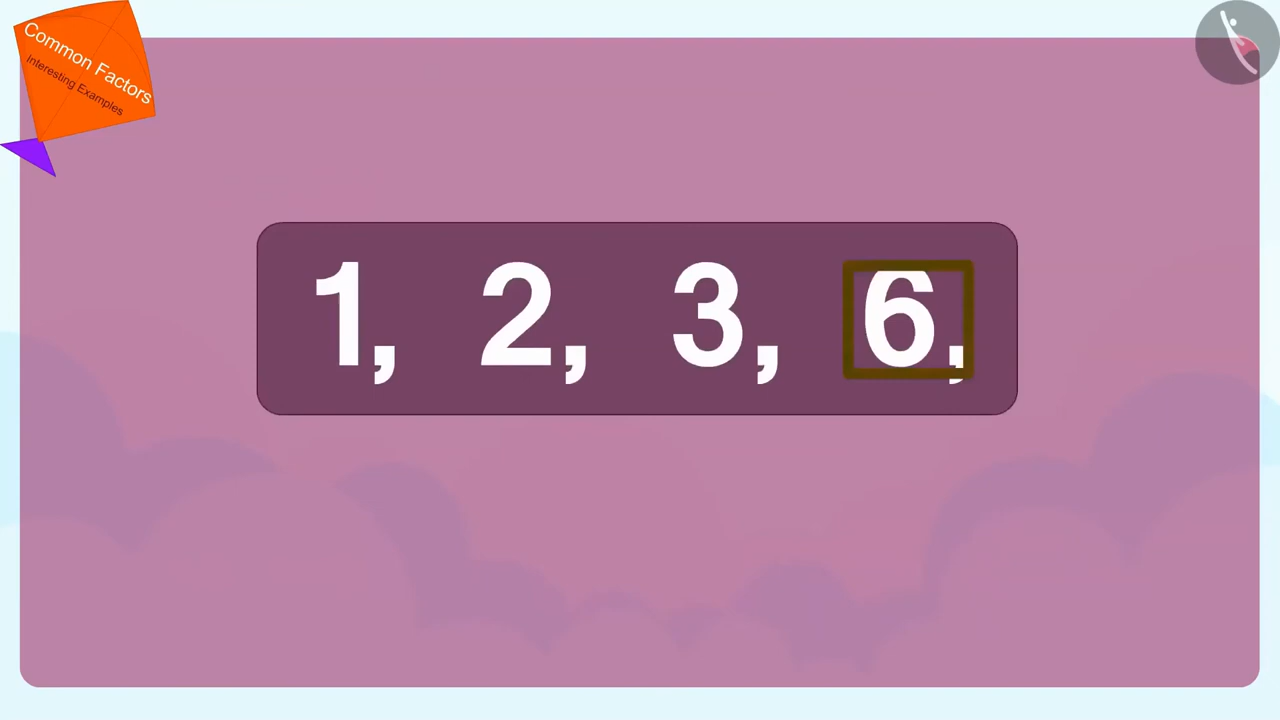 Common Factors
Interesting Examples
1, 2, 3, 6,